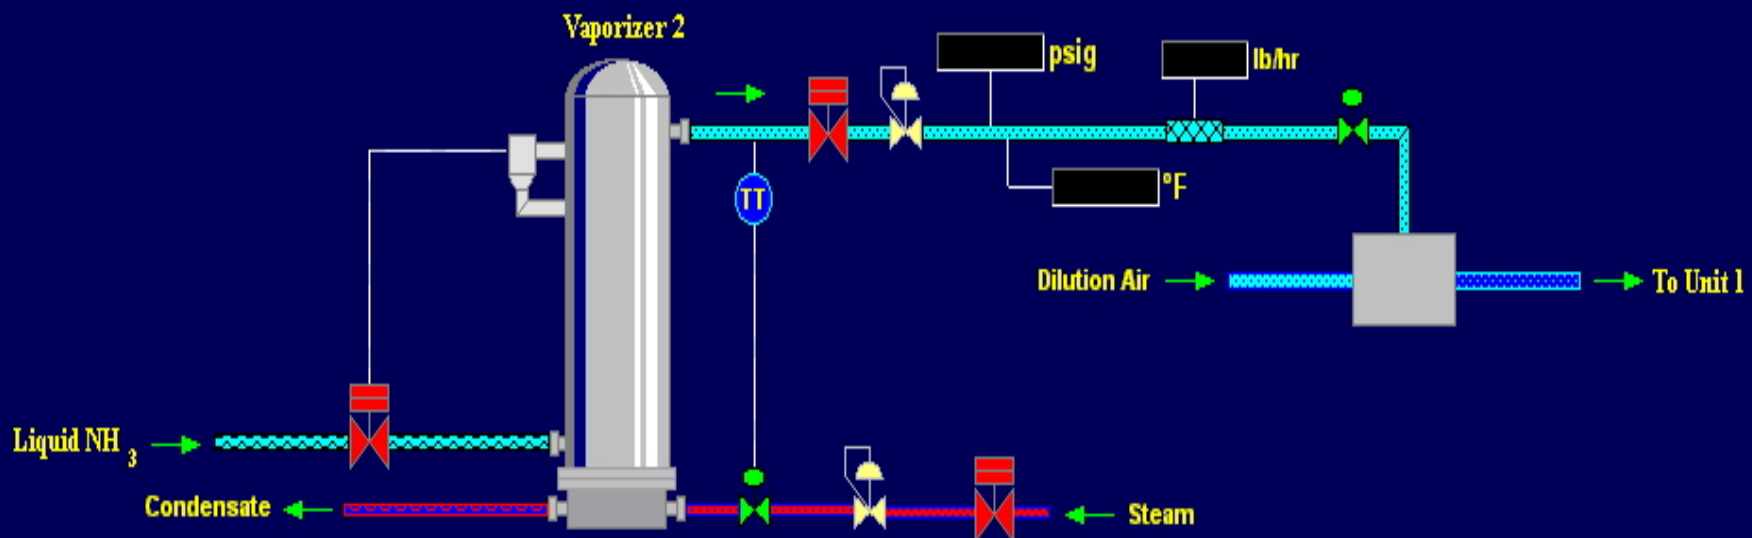 Vaporizer 2
psig
lb/hr
TT
°F
Dilution Air
To Unit 1
Liquid NH3
Condensate
Steam